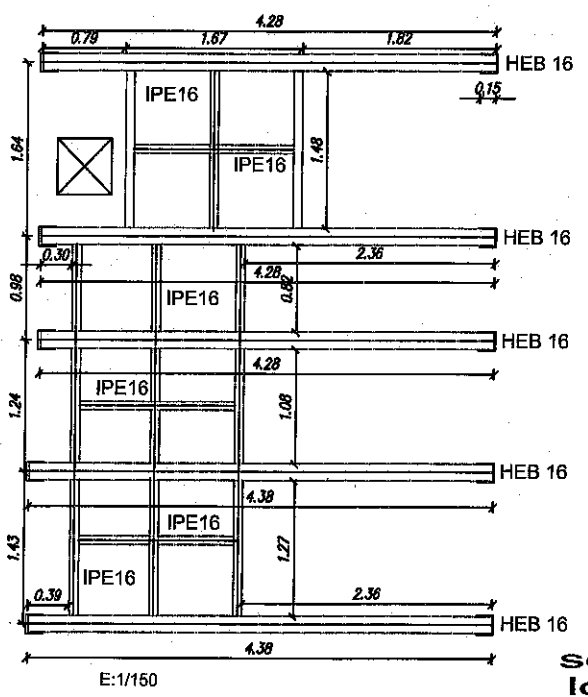 4.28
0.79 1.67 1.82
HEB 16
IPE16
0.15
1.64
1.48
IPE16
HEB 16
0.30
2.36
0.98
4.28
0.82
IPE16
HEB 16
4.28
1.24
1.08
IPE16
HEB 16
4.38
1.43
IPE16
1.27
IPE16
0.39
2.36
HEB 16
4.38
E:1/150